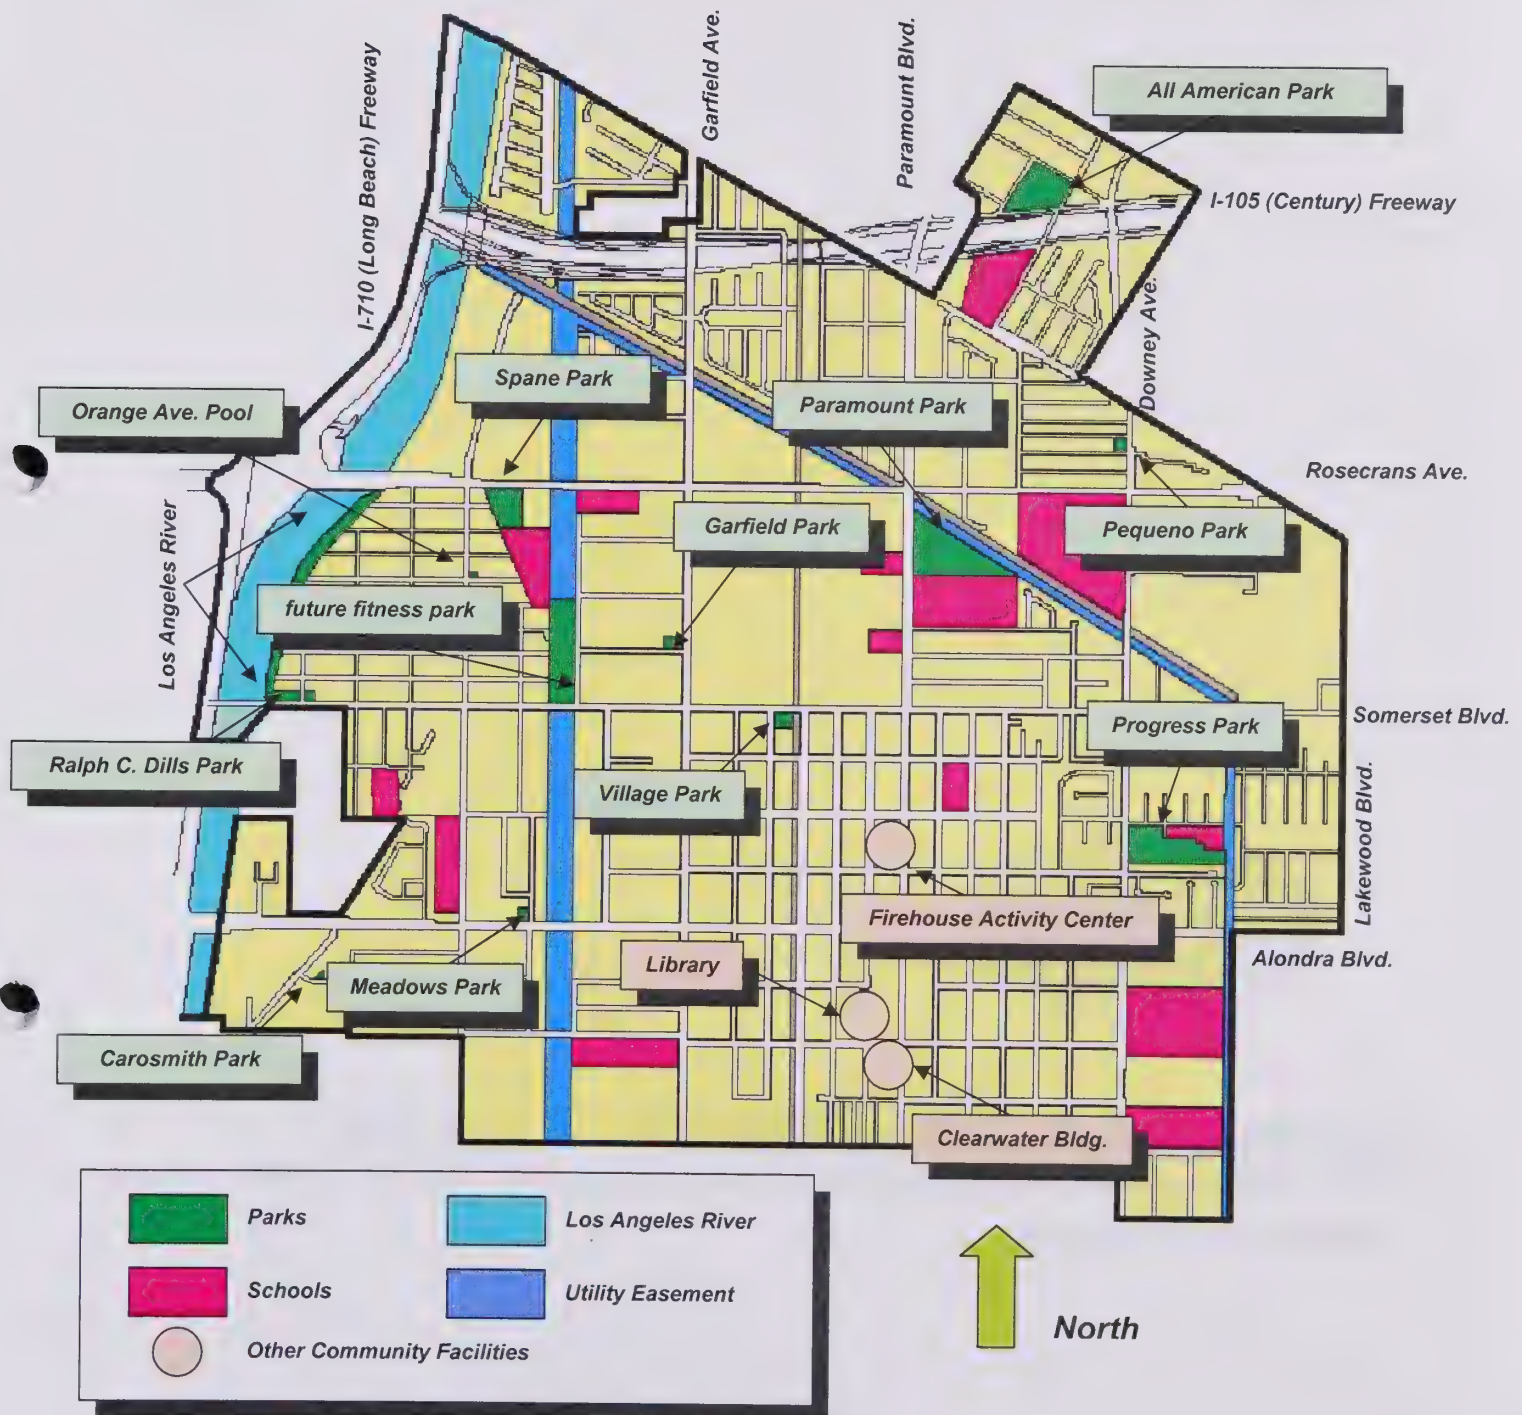 Garfield Ave.
Paramount Blvd.
All American Park
I-710 (Long Beach) Freeway
I-105 (Century) Freeway
Downey Ave.
Spane Park
Orange Ave. Pool
Paramount Park
Rosecrans Ave.
Garfield Park
Pequeno Park
Los Angeles River
future fitness park
Somerset Blvd.
Progress Park
Ralph C. Dills Park
Village Park
Lakewood Blvd.
Firehouse Activity Center
Alondra Blvd.
Library
Meadows Park
Carosmith Park
Clearwater Bldg.
Parks
Los Angeles River
Schools
Utility Easement
Other Community Facilities
North